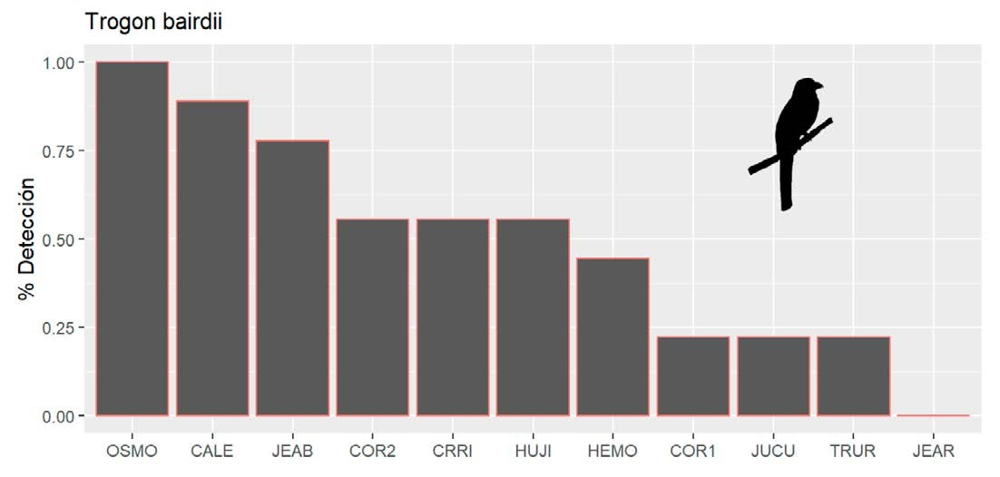 Trogon bairdii
% Detección
1.00
0.75
0.50
0.25
0.00
OSMO CALE JEAB COR2 CRRI HUJI HEMO COR1 JUCU TRUR JEAR